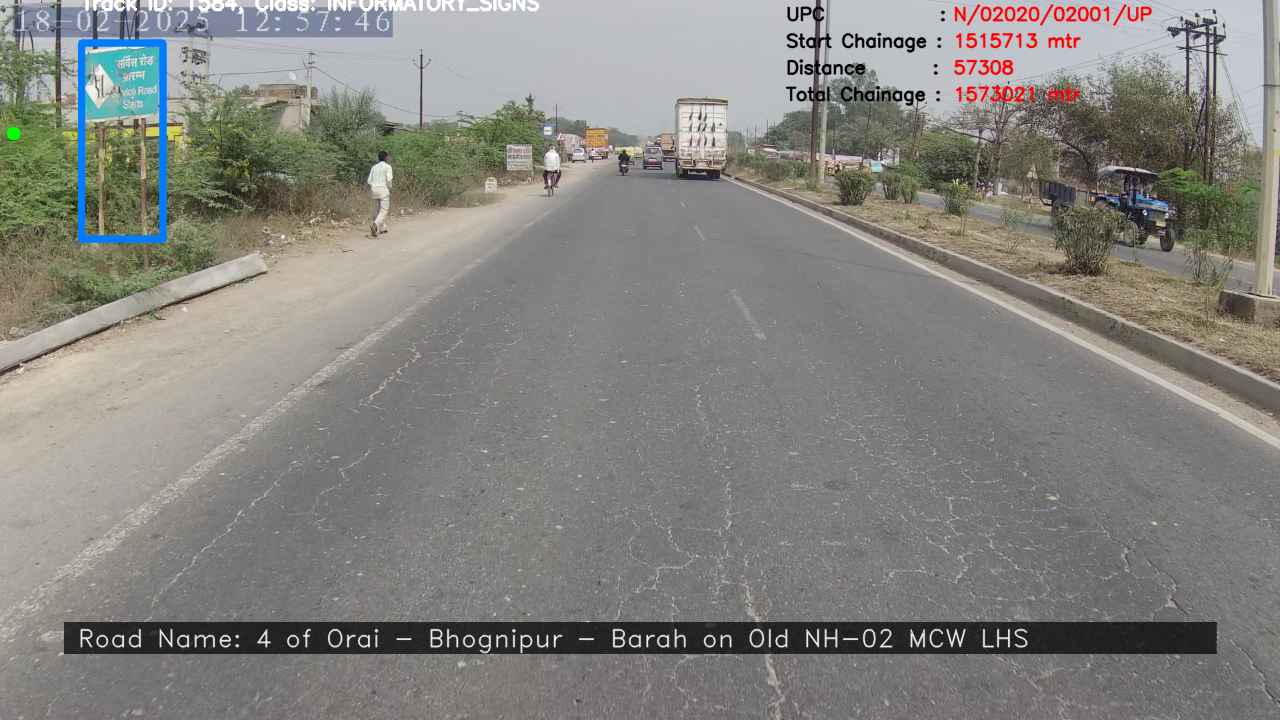 Track ID: 1584, Class: INFORMATORY_SIGNS
18-02-2025 12:57:46
UPC : N/02020/02001/UP
Start Chainage : 1515713 mtr
Distance : 57308
Total Chainage : 1573021 mtr
सर्विस रोड
प्रारम्भ
Road
Starts
Road Name: 4 of Orai - Bhognipur - Barah on Old NH-02 MCW LHS